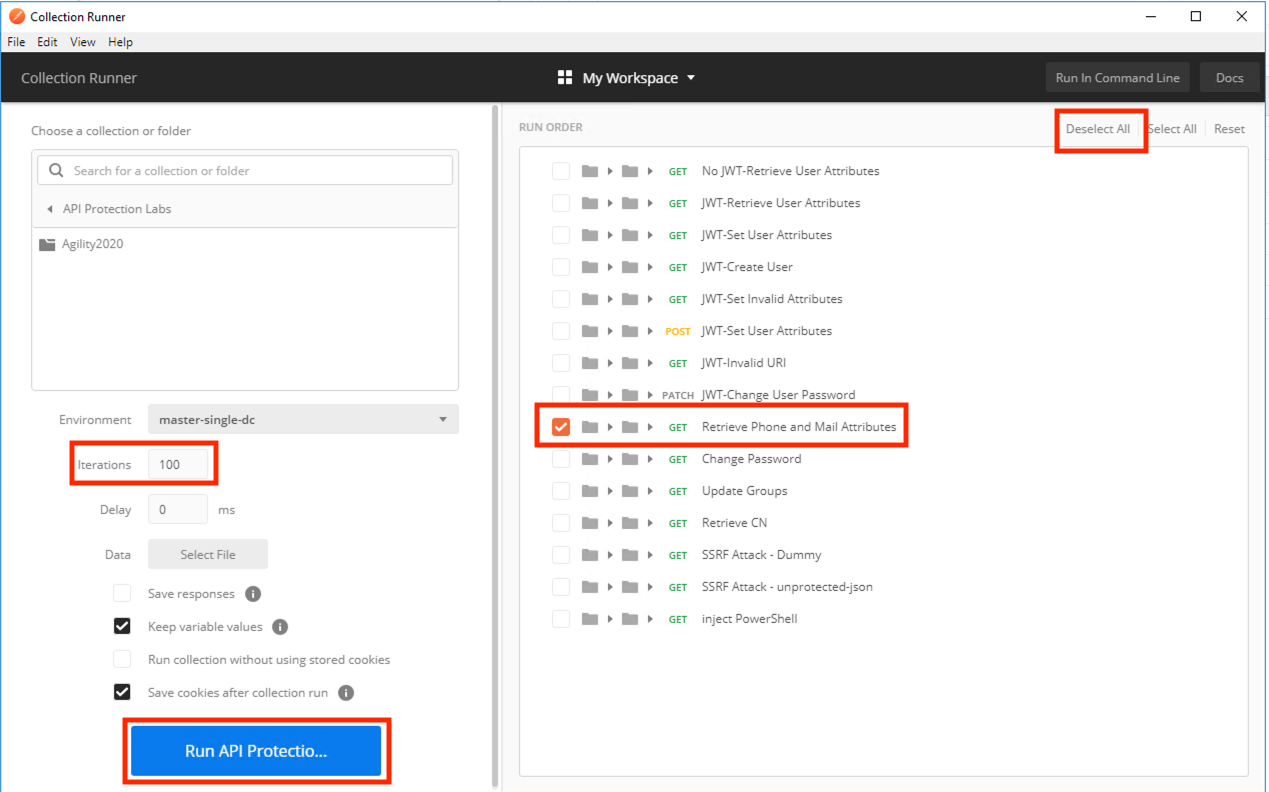 Collection Runner
File Edit View Help
Collection Runner
My Workspace
Run In Command Line
Docs
Choose a collection or folder
Search for a collection or folder
API Protection Labs
Agility2020
Environment master-single-dc
Iterations 100
Delay 0 ms
Data Select File
Save responses
Keep variable values
Run collection without using stored cookies
Save cookies after collection run
Run API Protectio...
RUN ORDER
Deselect All Select All Reset
GET No JWT-Retrieve User Attributes
GET JWT-Retrieve User Attributes
GET JWT-Set User Attributes
GET JWT-Create User
GET JWT-Set Invalid Attributes
POST JWT-Set User Attributes
GET JWT-Invalid URI
PATCH JWT-Change User Password
GET Retrieve Phone and Mail Attributes
GET Change Password
GET Update Groups
GET Retrieve CN
GET SSRF Attack - Dummy
GET SSRF Attack - unprotected-json
GET inject PowerShell